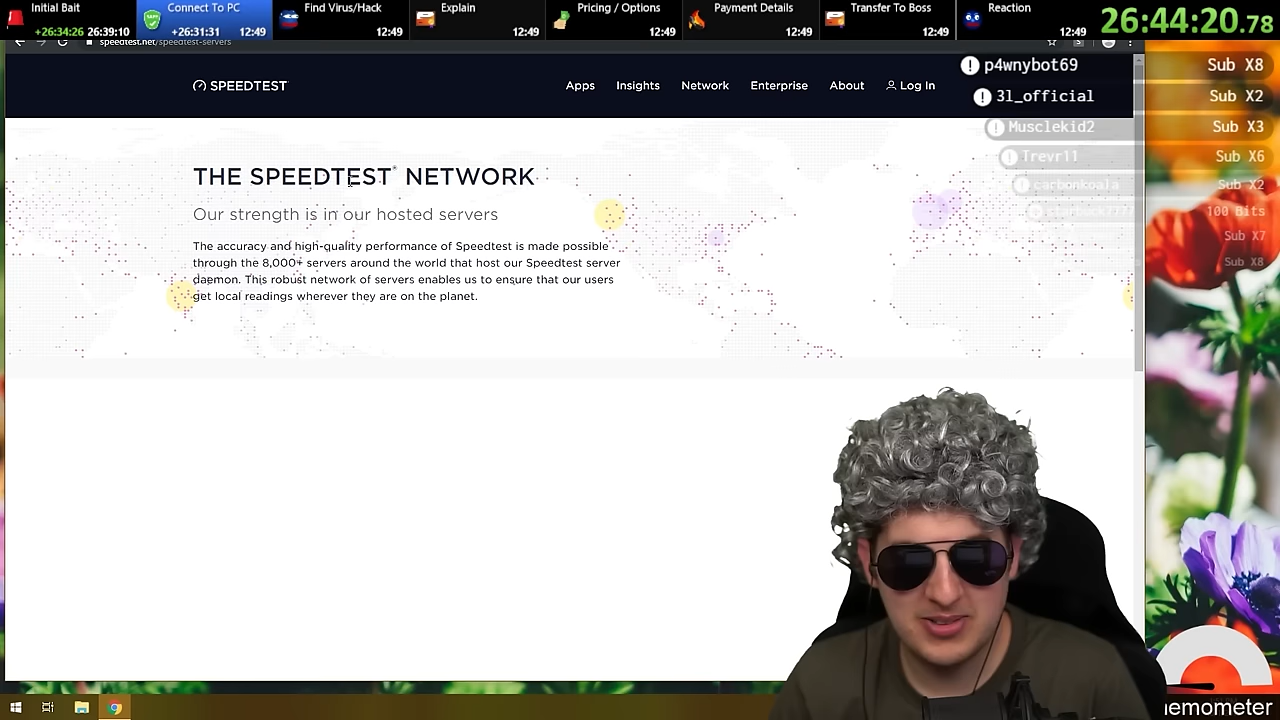 Initial Bait
+26:34:26 26:39:10
Connect To PC
+26:31:31 12:49
Find Virus/Hack
12:49
Explain
12:49
Pricing / Options
12:49
Payment Details
12:49
Transfer To Boss
12:49
Reaction
12:49
26:44:20.78
speedtest.net/speedtest-servers
SPEEDTEST
Apps
Insights
Network
Enterprise
About
Log In
p4wnybot69 Sub X8
3l_official Sub X2
Musclekid2 Sub X3
Trevr11 Sub X6
carbonkoala Sub X2
100 Bits
Sub X7
Sub X8
THE SPEEDTEST® NETWORK
Our strength is in our hosted servers
The accuracy and high-quality performance of Speedtest is made possible
through the 8,000+ servers around the world that host our Speedtest server
daemon. This robust network of servers enables us to ensure that our users
get local readings wherever they are on the planet.
emometer